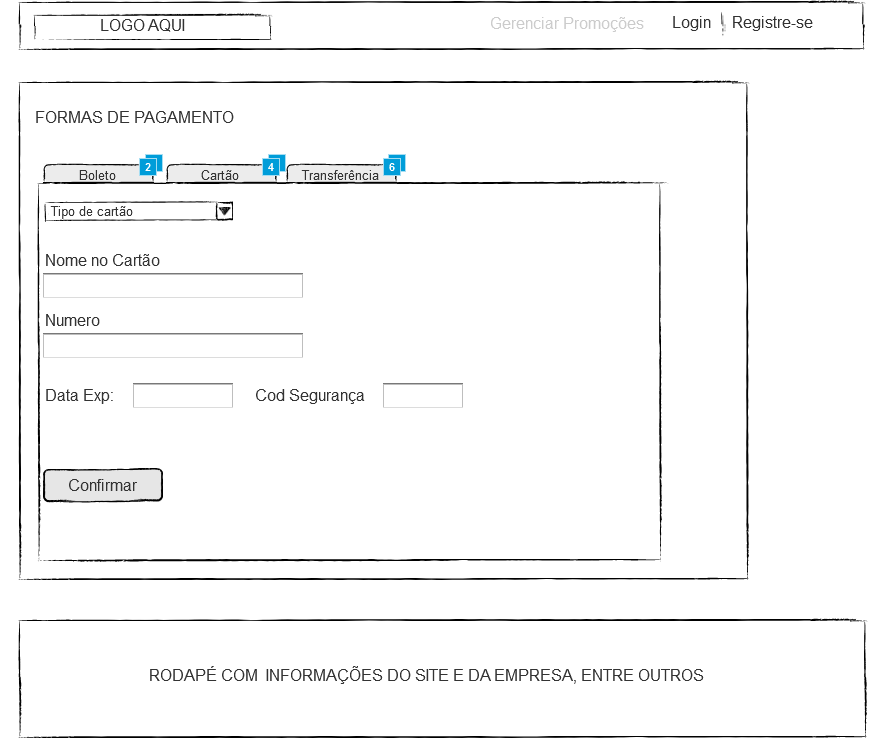 LOGO AQUI
Gerenciar Promoções
Login
Registre-se
FORMAS DE PAGAMENTO
Boleto
2
Cartão
4
Transferência
6
Tipo de cartão
Nome no Cartão
Numero
Data Exp:
Cod Segurança
Confirmar
RODAPÉ COM INFORMAÇÕES DO SITE E DA EMPRESA, ENTRE OUTROS